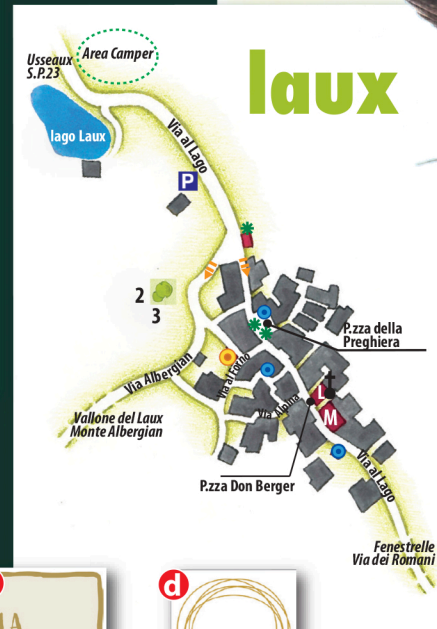 laux
Usseaux
S.P.23
Area Camper
lago Laux
Via al Lago
P
2
3
P.zza della
Preghiera
Via Albergian
Via al Forno
Via Alpina
L
M
Vallone del Laux
Monte Albergian
P.zza Don Berger
Via al Lago
Fenestrelle
Via dei Romani
d